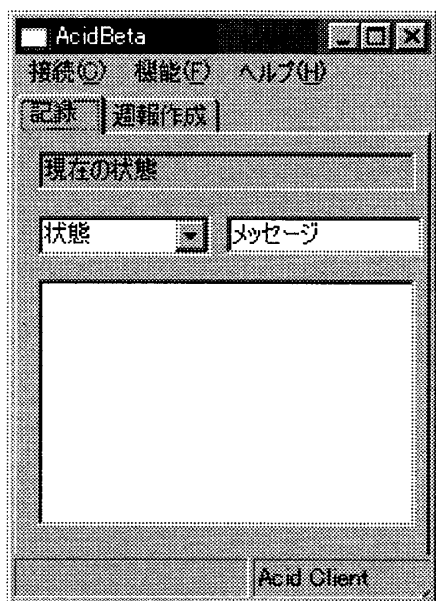 AcidBeta
接続(C) 機能(F) ヘルプ(H)
記録 週報作成
現在の状態
状態 メッセージ
Acid Client